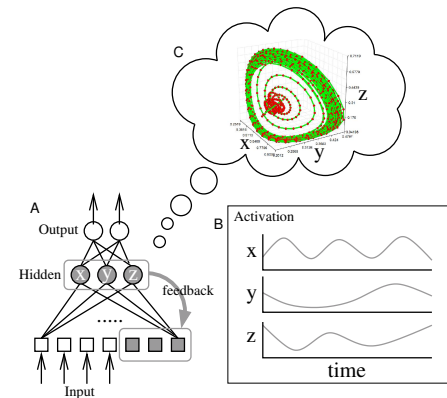 C
z
x
y
A
Output
Hidden
x y z
feedback
.....
Input
B
Activation
x
y
z
time